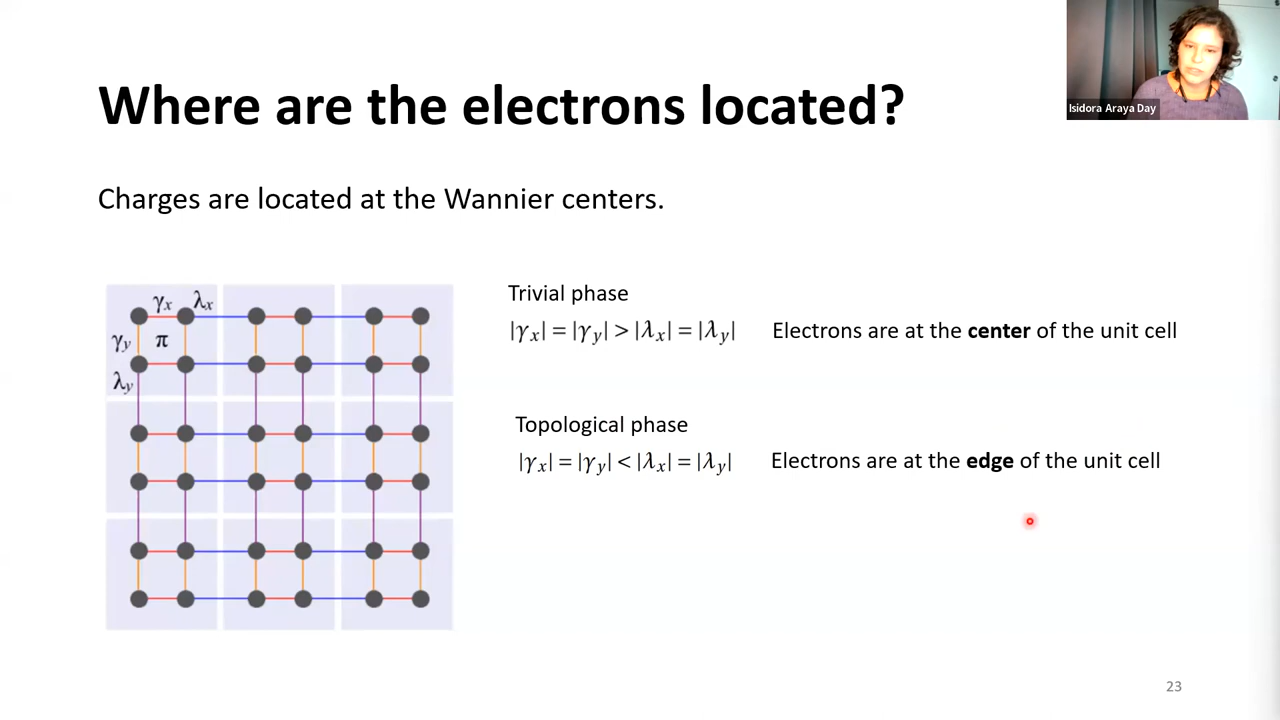 Isidora Araya Day
Where are the electrons located?
Charges are located at the Wannier centers.
γx λx
γy π
λy
Trivial phase
|γx| = |γy| > |λx| = |λy| Electrons are at the center of the unit cell
Topological phase
|γx| = |γy| < |λx| = |λy| Electrons are at the edge of the unit cell
23